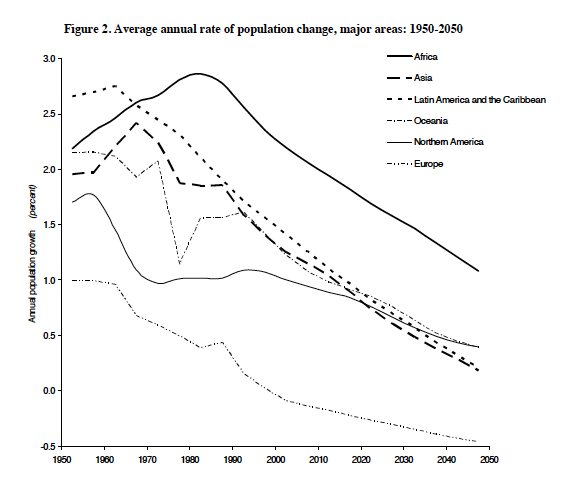 Figure 2. Average annual rate of population change, major areas: 1950-2050
3.0
2.5
2.0
1.5
1.0
0.5
0.0
-0.5
Annual population growth (percent)
Africa
Asia
Latin America and the Caribbean
Oceania
Northern America
Europe
1950 1960 1970 1980 1990 2000 2010 2020 2030 2040 2050